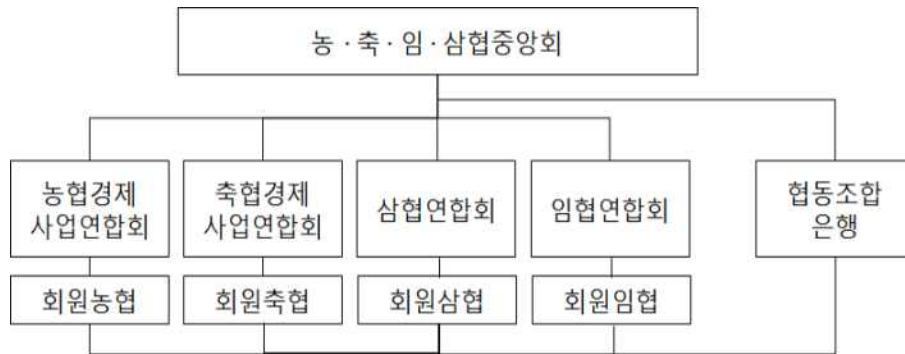 농 · 축 · 임 · 삼협중앙회
농협경제
사업연합회
축협경제
사업연합회
삼협연합회
임협연합회
협동조합
은행
회원농협
회원축협
회원삼협
회원임협